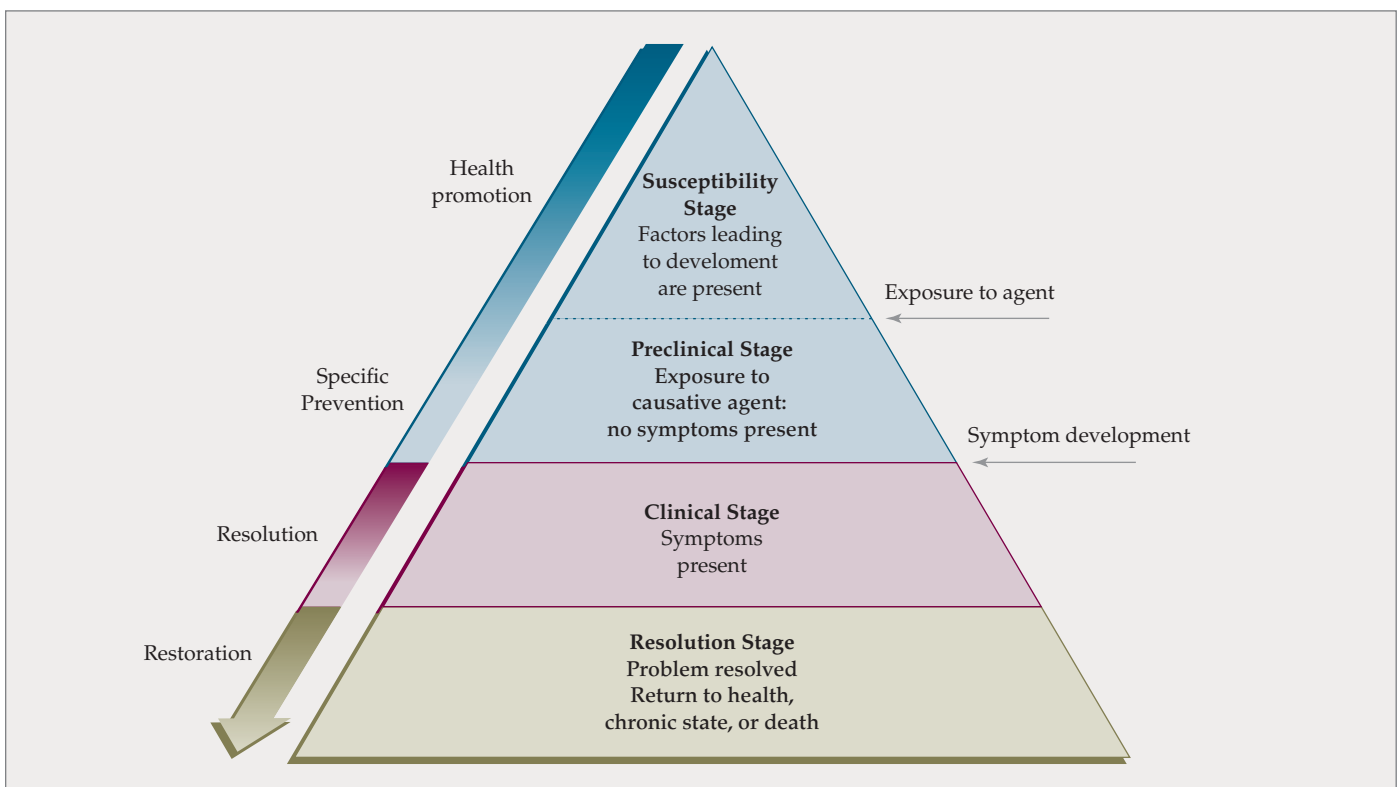 Health
promotion
Susceptibility
Stage
Factors leading
to develoment
are present
Exposure to agent
Specific
Prevention
Preclinical Stage
Exposure to
causative agent:
no symptoms present
Symptom development
Resolution
Clinical Stage
Symptoms
present
Restoration
Resolution Stage
Problem resolved
Return to health,
chronic state, or death